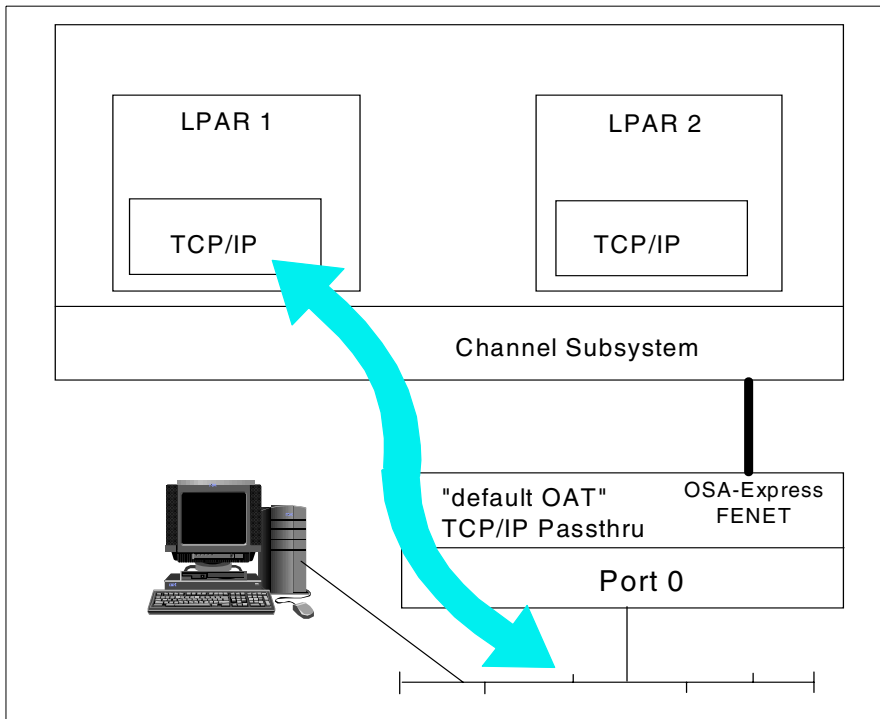 LPAR 1
LPAR 2
TCP/IP
TCP/IP
Channel Subsystem
"default OAT"
TCP/IP Passthru
OSA-Express
FENET
Port 0